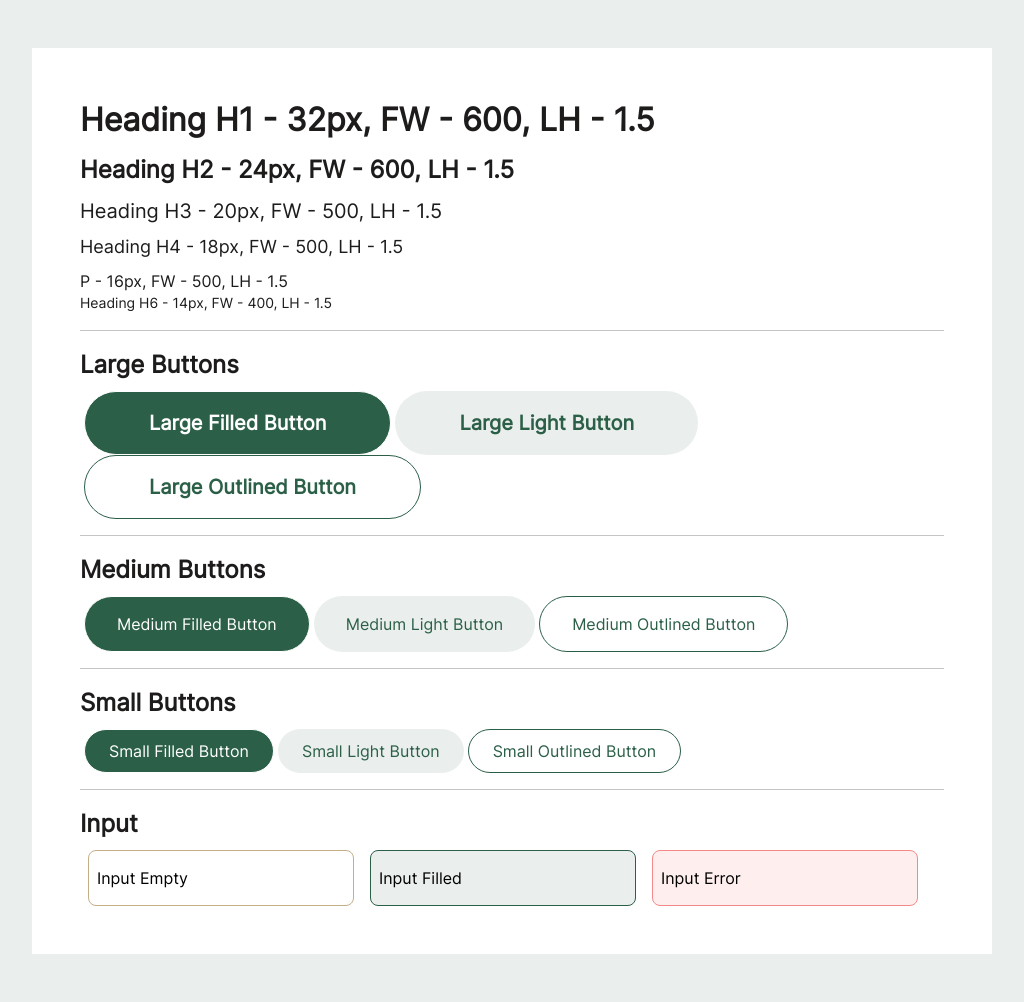 Heading H1 - 32px, FW - 600, LH - 1.5
Heading H2 - 24px, FW - 600, LH - 1.5
Heading H3 - 20px, FW - 500, LH - 1.5
Heading H4 - 18px, FW - 500, LH - 1.5
P - 16px, FW - 500, LH - 1.5
Heading H6 - 14px, FW - 400, LH - 1.5
Large Buttons
Large Filled Button Large Light Button
Large Outlined Button
Medium Buttons
Medium Filled Button Medium Light Button Medium Outlined Button
Small Buttons
Small Filled Button Small Light Button Small Outlined Button
Input
Input Empty Input Filled Input Error